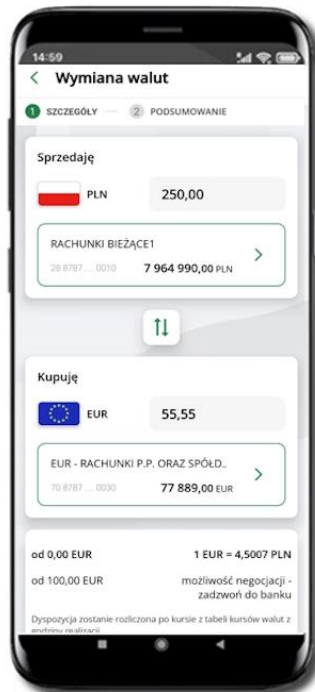 14:59
Wymiana walut
1 SZCZEGÓŁY — 2 PODSUMOWANIE
Sprzedaję
PLN 250,00
RACHUNKI BIEŻĄCE1
28 8787 ... 0010 7 964 990,00 PLN
Kupuję
EUR 55,55
EUR - RACHUNKI P.P. ORAZ SPÓŁD..
70 8787 ... 0030 77 889,00 EUR
od 0,00 EUR 1 EUR = 4,5007 PLN
od 100,00 EUR możliwość negocjacji -
zadzwoń do banku
Dyspozycja zostanie rozliczona po kursie z tabeli kursów walut z
godziny realizacji